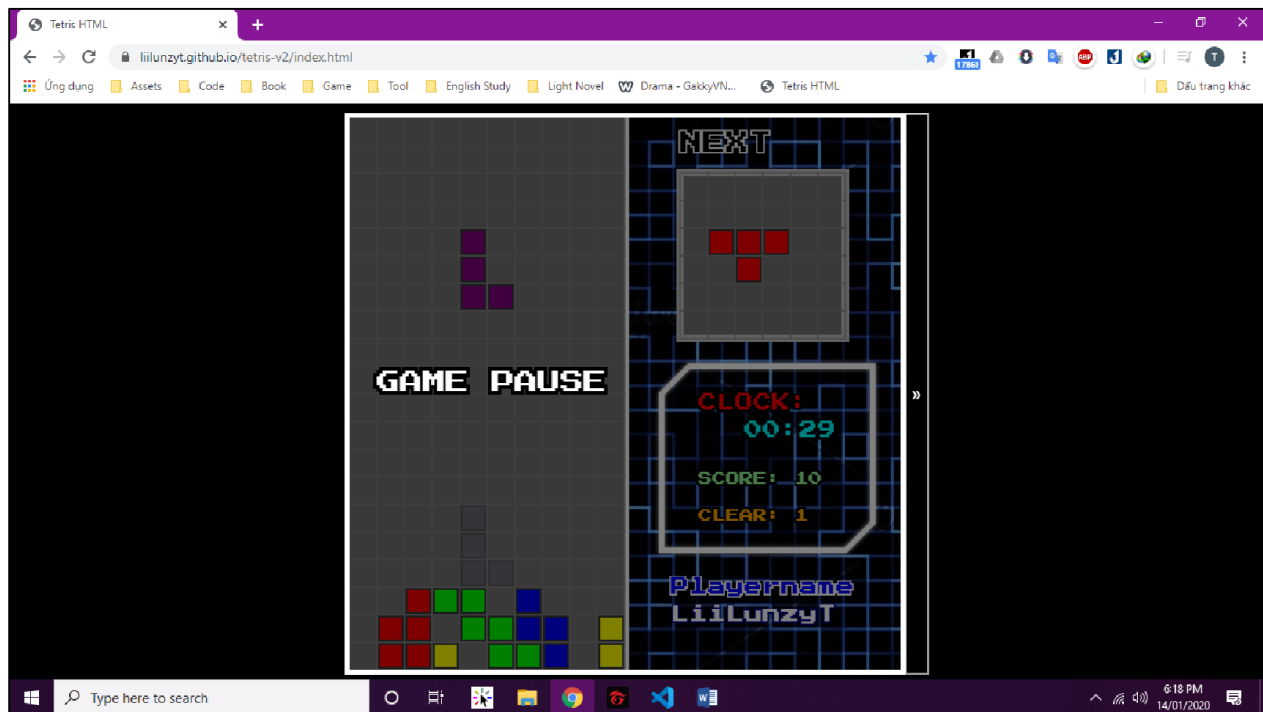 Tetris HTML
liilunzyt.github.io/tetris-v2/index.html
17863
ABP
T
Ứng dụng Assets Code Book Game Tool English Study Light Novel Drama - GakkyVN... Tetris HTML Dấu trang khác
NEXT
GAME PAUSE
CLOCK:
00:29
SCORE: 10
CLEAR: 1
Playername
LiiLunzyT
»
Type here to search
6:18 PM
14/01/2020